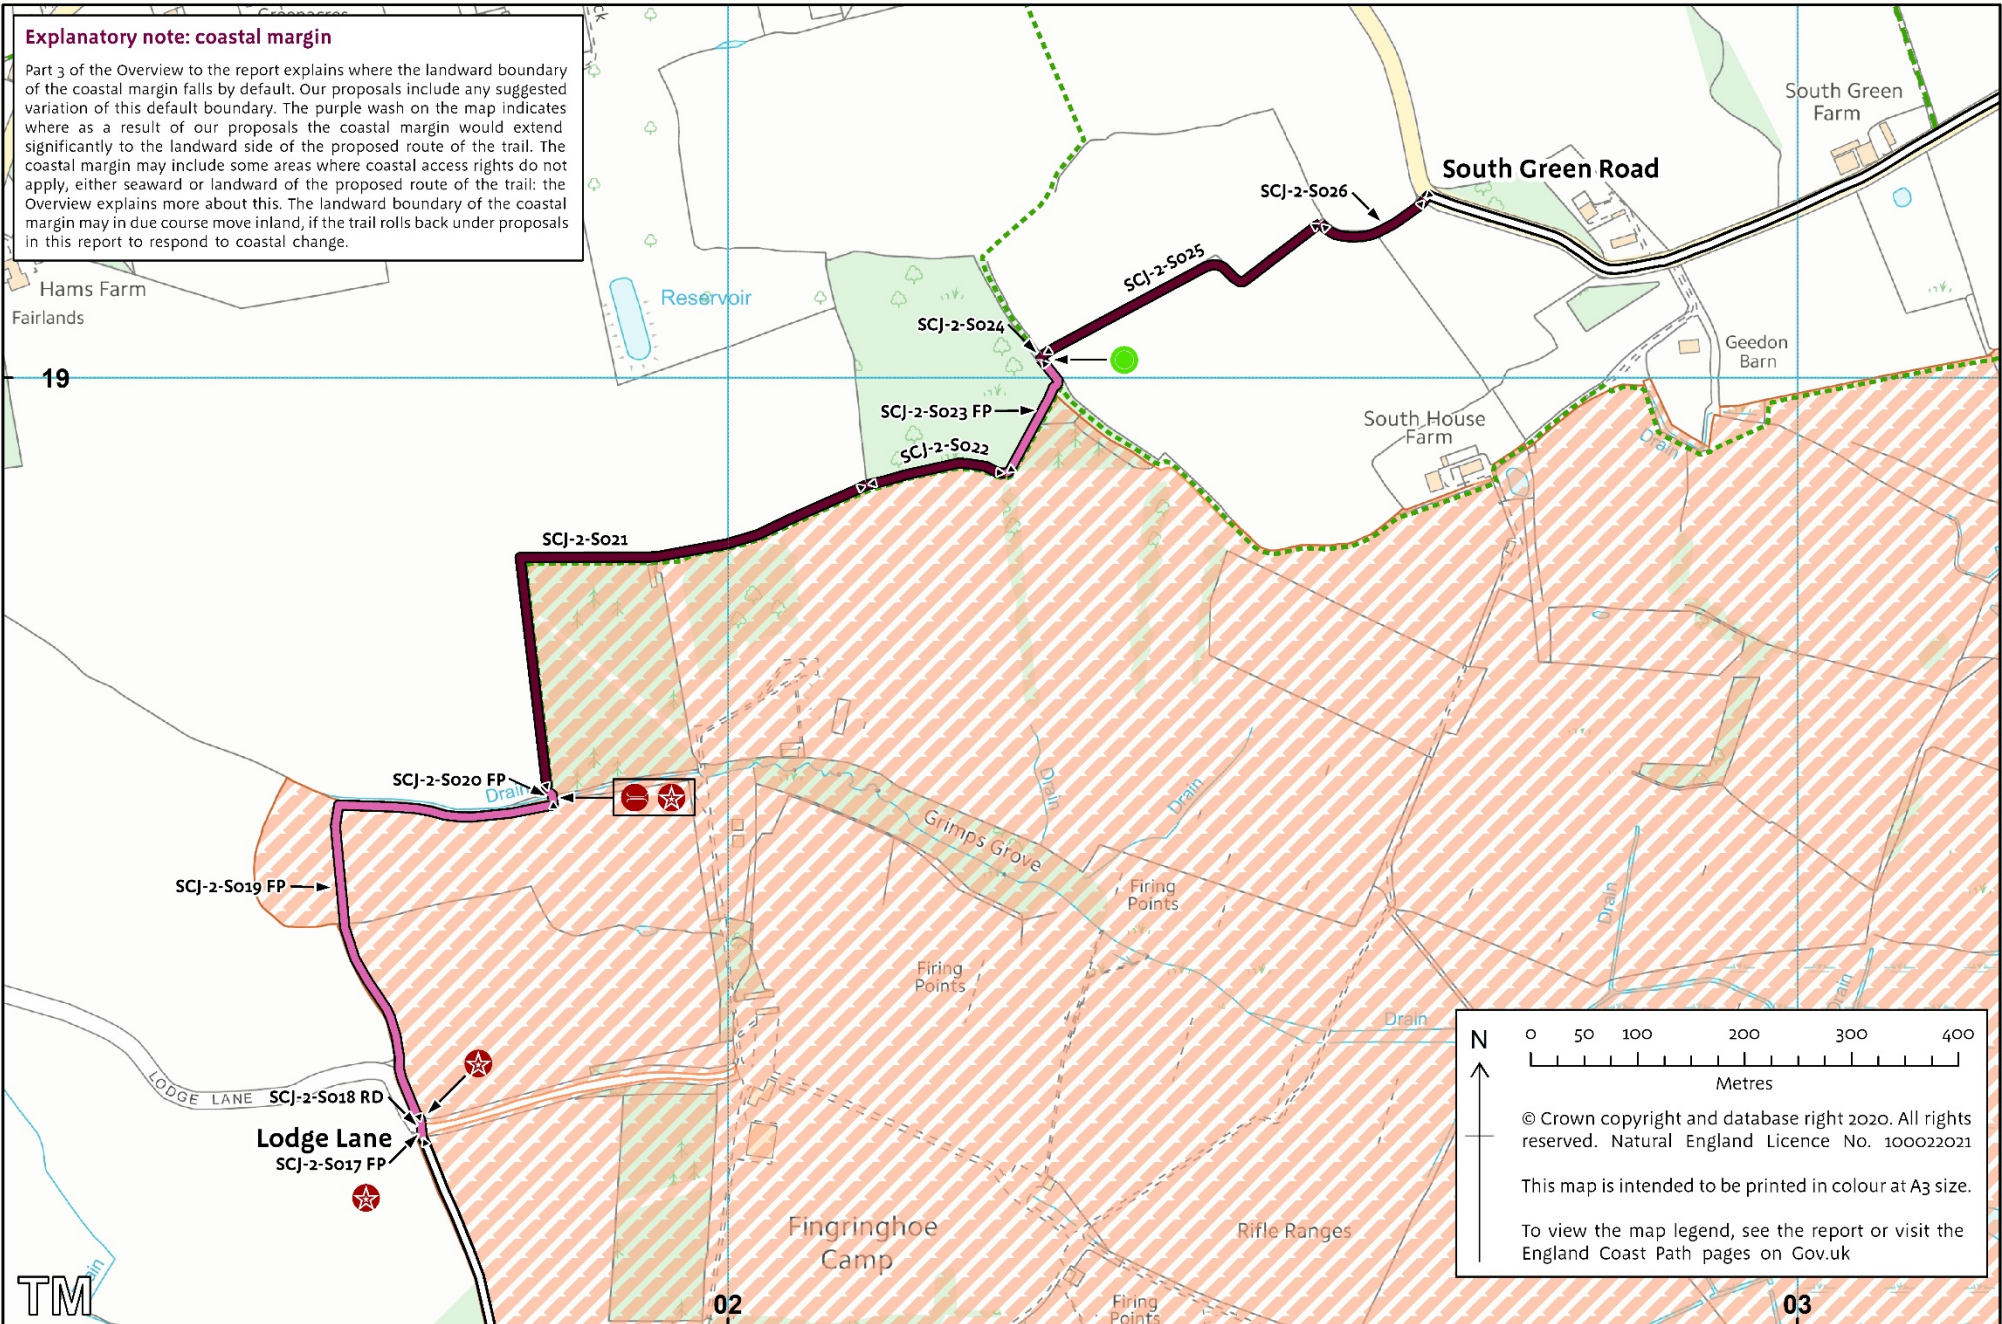 Explanatory note: coastal margin
Part 3 of the Overview to the report explains where the landward boundary
of the coastal margin falls by default. Our proposals include any suggested
variation of this default boundary. The purple wash on the map indicates
where as a result of our proposals the coastal margin would extend
significantly to the landward side of the proposed route of the trail. The
coastal margin may include some areas where coastal access rights do not
apply, either seaward or landward of the proposed route of the trail: the
Overview explains more about this. The landward boundary of the coastal
margin may in due course move inland, if the trail rolls back under proposals
in this report to respond to coastal change.
South Green
Farm
South Green Road
SCJ-2-S026
SCJ-2-S025
Hams Farm
Fairlands
Reservoir
SCJ-2-S024
Geedon
Barn
19
SCJ-2-S023 FP
South House
Farm
Drain
SCJ-2-S022
SCJ-2-S021
SCJ-2-S020 FP
Drain
Drain
Drain
Grimps Grove
SCJ-2-S019 FP
Firing
Points
Drain
Firing
Points
Drain
Drain
LODGE LANE
SCJ-2-S018 RD
Lodge Lane
SCJ-2-S017 FP
Fingringhoe
Camp
Rifle Ranges
Firing
Points
TM
02
03
N
0 50 100 200 300 400
Metres
© Crown copyright and database right 2020. All rights
reserved. Natural England Licence No. 100022021
This map is intended to be printed in colour at A3 size.
To view the map legend, see the report or visit the
England Coast Path pages on Gov.uk